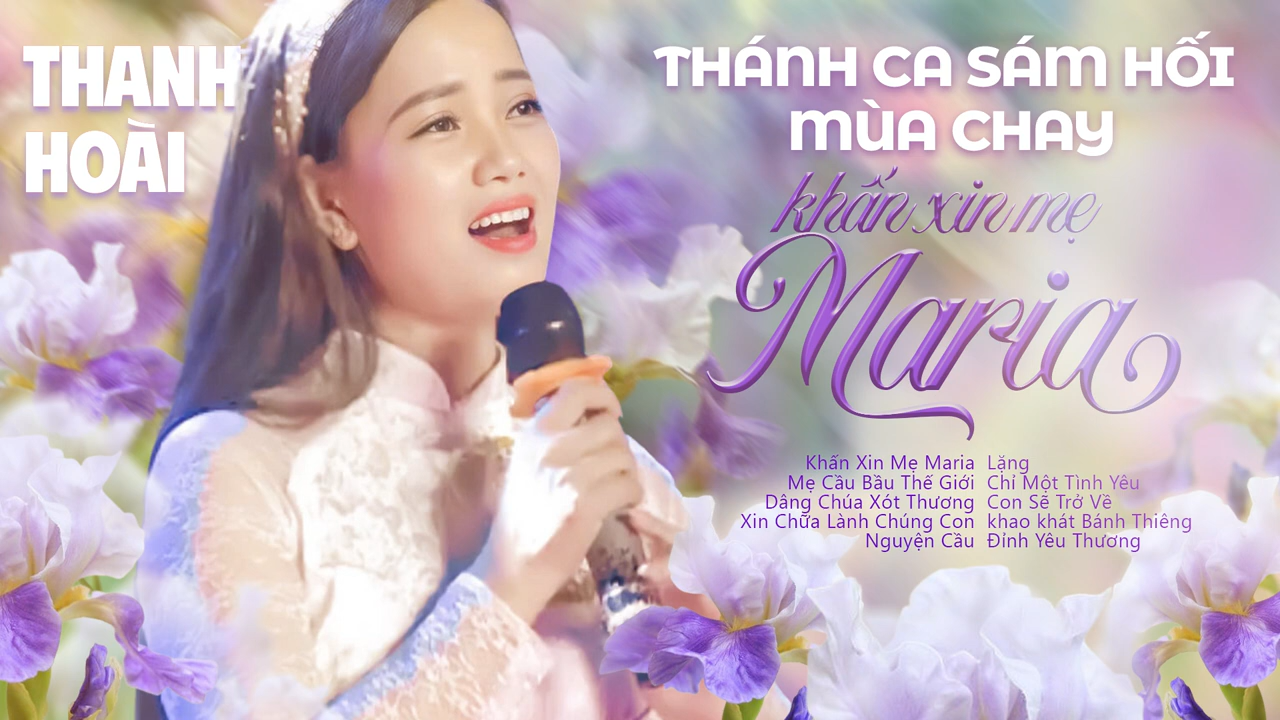 THANH
HOÀI
THÁNH CA SÁM HỐI
MÙA CHAY
khấn xin mẹ
Maria
Khấn Xin Mẹ Maria
Mẹ Cầu Bầu Thế Giới
Dâng Chúa Xót Thương
Xin Chữa Lành Chúng Con
Nguyện Cầu
Lặng
Chỉ Một Tình Yêu
Con Sẽ Trở Về
khao khát Bánh Thiêng
Đỉnh Yêu Thương